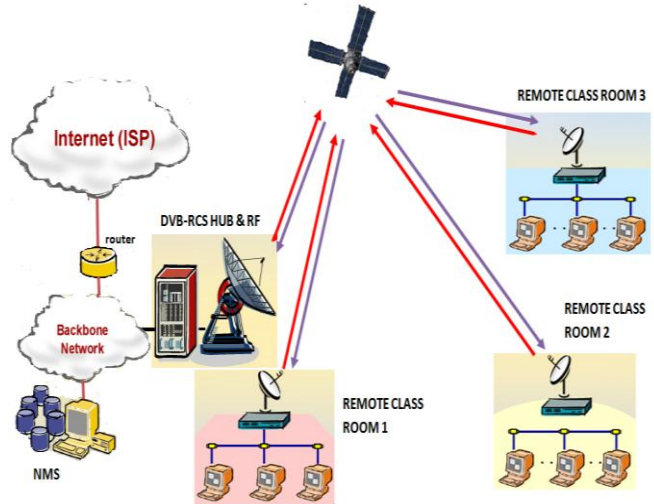 REMOTE CLASS ROOM 3
Internet (ISP)
DVB-RCS HUB & RF
router
Backbone
Network
REMOTE CLASS
ROOM 2
REMOTE CLASS
ROOM 1
NMS